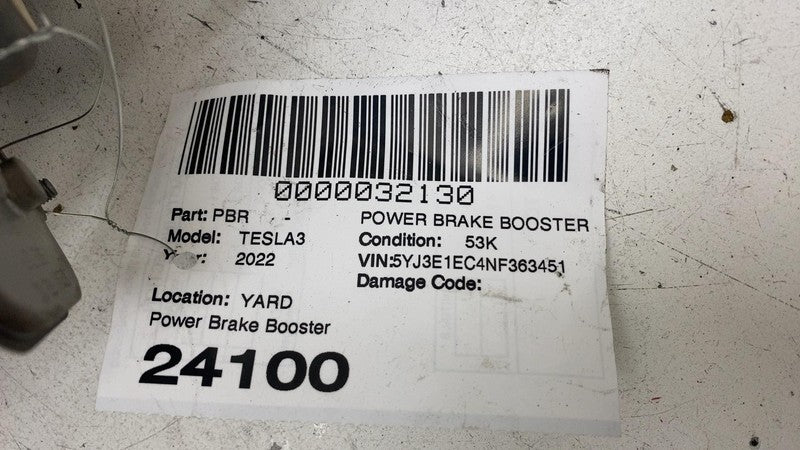 0000032130
Part: PBR - POWER BRAKE BOOSTER
Model: TESLA3 Condition: 53K
Year: 2022 VIN:5YJ3E1EC4NF363451
Damage Code:
Location: YARD
Power Brake Booster
24100